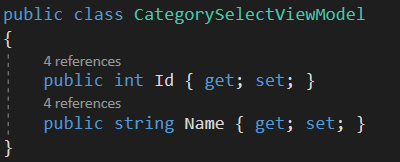 public class CategorySelectViewModel
{
4 references
public int Id { get; set; }
4 references
public string Name { get; set; }
}